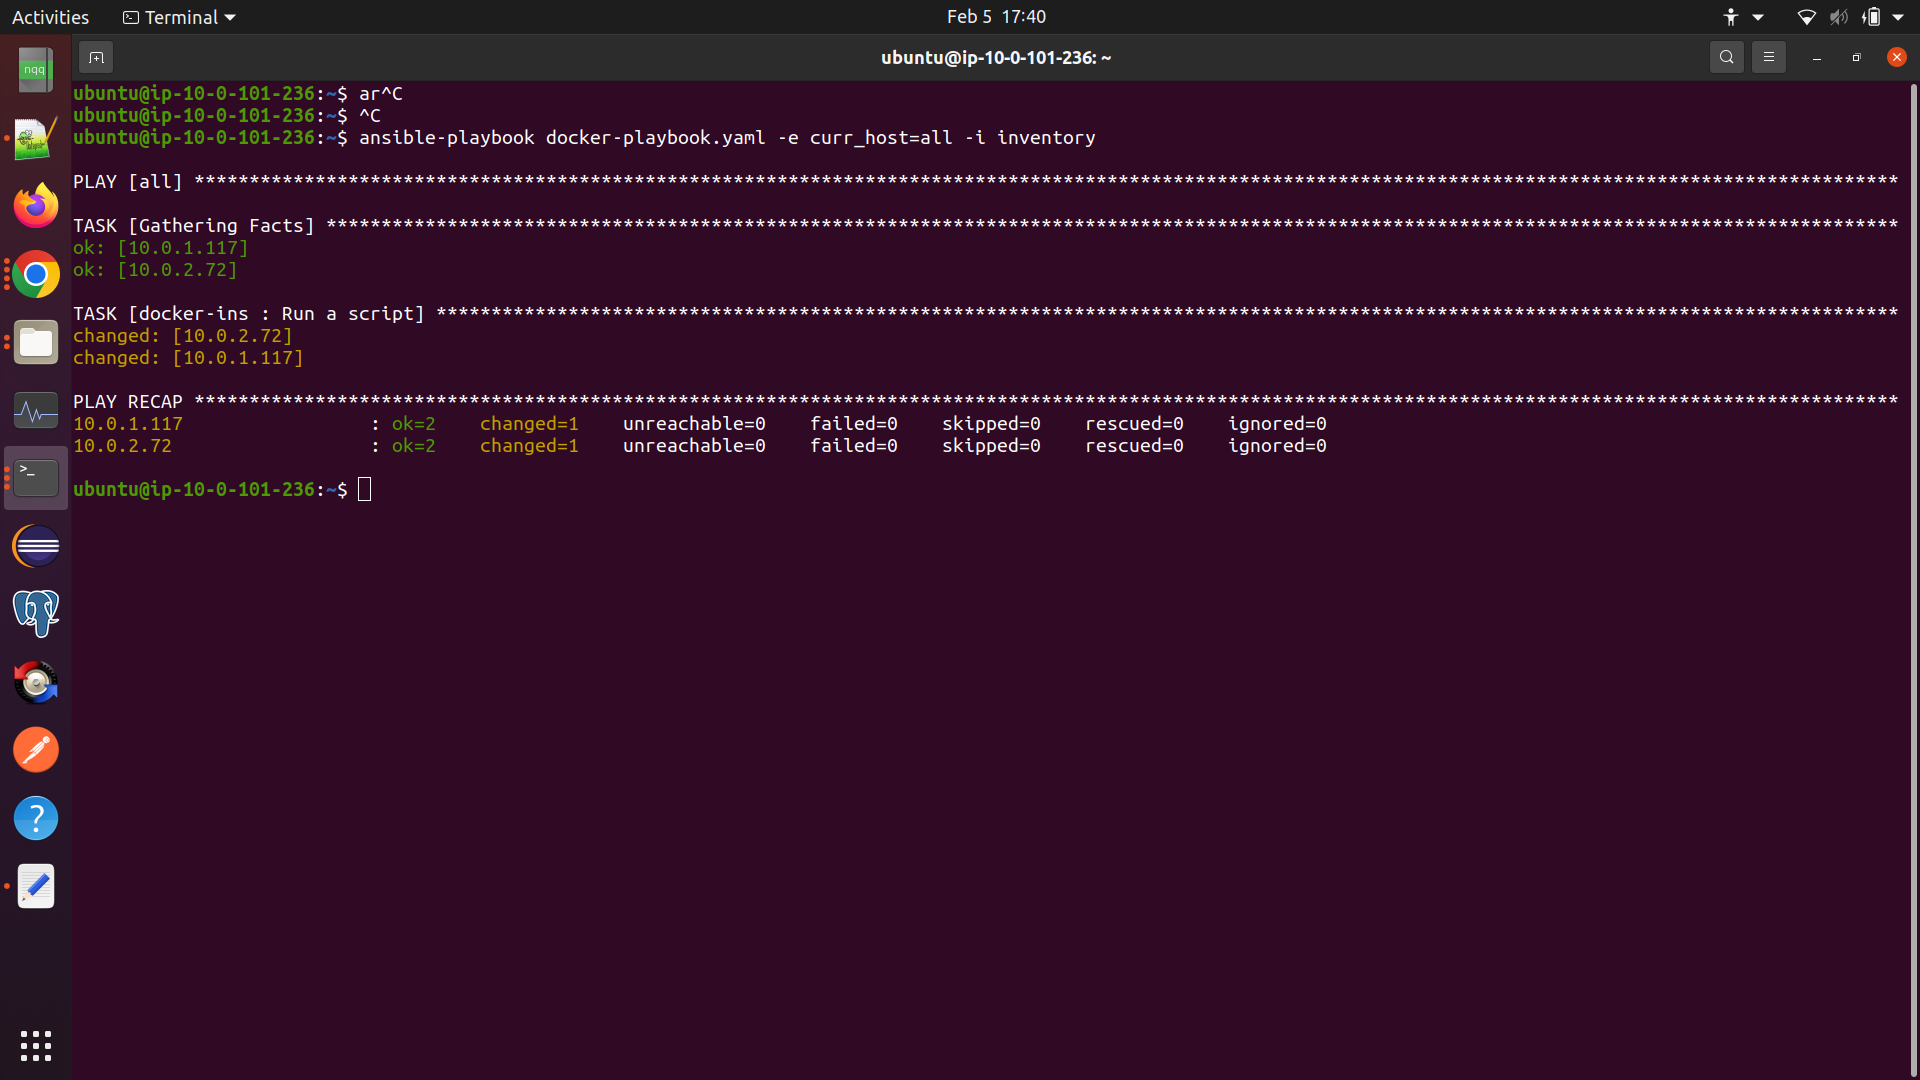 Activities Terminal Feb 5 17:40
ubuntu@ip-10-0-101-236: ~
nqq
ubuntu@ip-10-0-101-236:~$ ar^C
ubuntu@ip-10-0-101-236:~$ ^C
ubuntu@ip-10-0-101-236:~$ ansible-playbook docker-playbook.yaml -e curr_host=all -i inventory
PLAY [all] ***********************************************************************************************************************************************************
TASK [Gathering Facts] ***********************************************************************************************************************************************
ok: [10.0.1.117]
ok: [10.0.2.72]
TASK [docker-ins : Run a script] *************************************************************************************************************************************
changed: [10.0.2.72]
changed: [10.0.1.117]
PLAY RECAP ***********************************************************************************************************************************************************
10.0.1.117 : ok=2 changed=1 unreachable=0 failed=0 skipped=0 rescued=0 ignored=0
10.0.2.72 : ok=2 changed=1 unreachable=0 failed=0 skipped=0 rescued=0 ignored=0
ubuntu@ip-10-0-101-236:~$